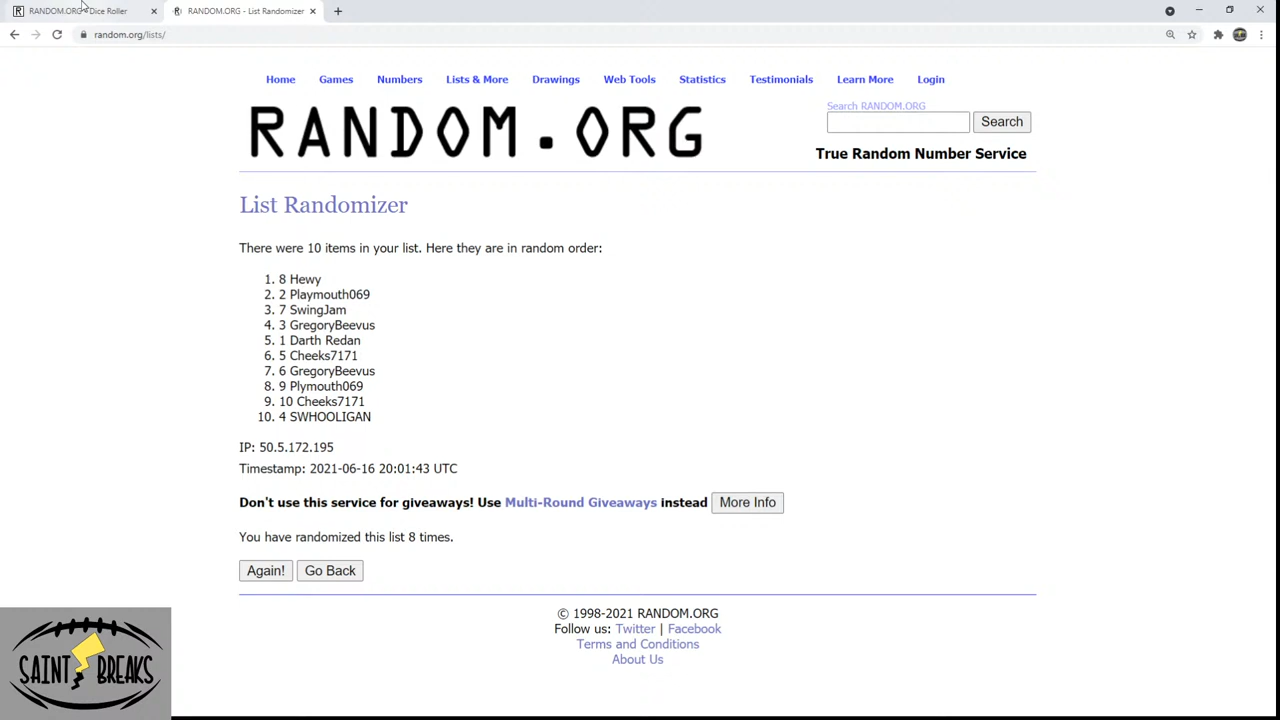 RANDOM.ORG - Dice Roller
RANDOM.ORG - List Randomizer
random.org/lists/
Home Games Numbers Lists & More Drawings Web Tools Statistics Testimonials Learn More Login
RANDOM.ORG
Search RANDOM.ORG
Search
True Random Number Service
List Randomizer
There were 10 items in your list. Here they are in random order:
1. 8 Hewy
2. 2 Playmouth069
3. 7 SwingJam
4. 3 GregoryBeevus
5. 1 Darth Redan
6. 5 Cheeks7171
7. 6 GregoryBeevus
8. 9 Plymouth069
9. 10 Cheeks7171
10. 4 SWHOOLIGAN
IP: 50.5.172.195
Timestamp: 2021-06-16 20:01:43 UTC
Don't use this service for giveaways! Use Multi-Round Giveaways instead More Info
You have randomized this list 8 times.
Again! Go Back
© 1998-2021 RANDOM.ORG
Follow us: Twitter | Facebook
Terms and Conditions
About Us
SAINT BREAKS